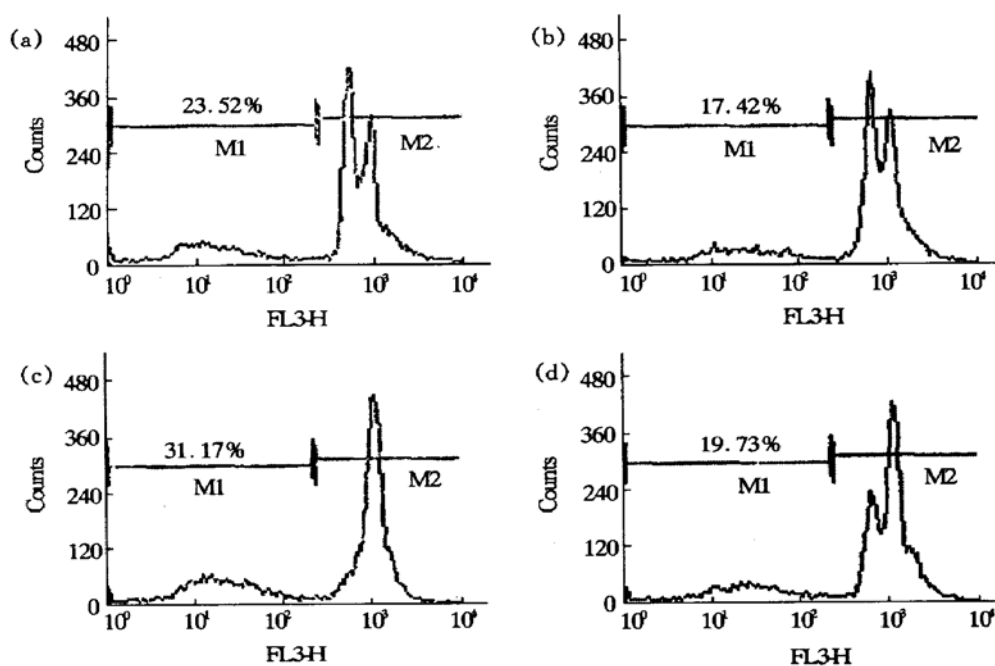 (a)
480
360
240
120
0
Counts
23.52%
M1
M2
10⁰ 10¹ 10² 10³ 10⁴
FL3-H
(b)
480
360
240
120
0
Counts
17.42%
M1
M2
10⁰ 10¹ 10² 10³ 10⁴
FL3-H
(c)
480
360
240
120
0
Counts
31.17%
M1
M2
10⁰ 10¹ 10² 10³ 10⁴
FL3-H
(d)
480
360
240
120
0
Counts
19.73%
M1
M2
10⁰ 10¹ 10² 10³ 10⁴
FL3-H